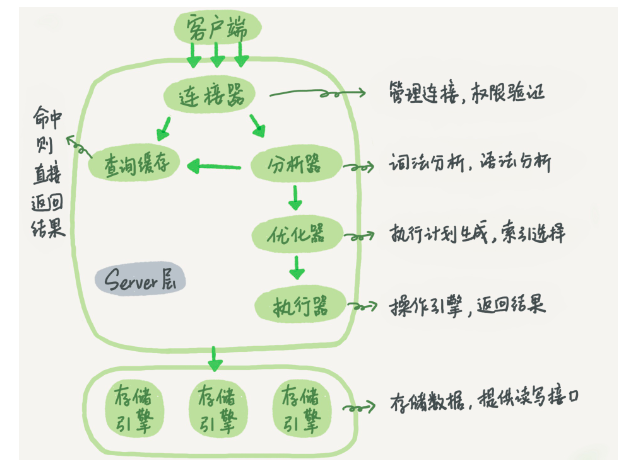 客户端
连接器
管理连接,权限验证
命中
则
直接
返回
结果
查询缓存
分析器
词法分析,语法分析
优化器
执行计划生成,索引选择
Server层
执行器
操作引擎,返回结果
存储
引擎
存储
引擎
存储
引擎
存储数据,提供读写接口